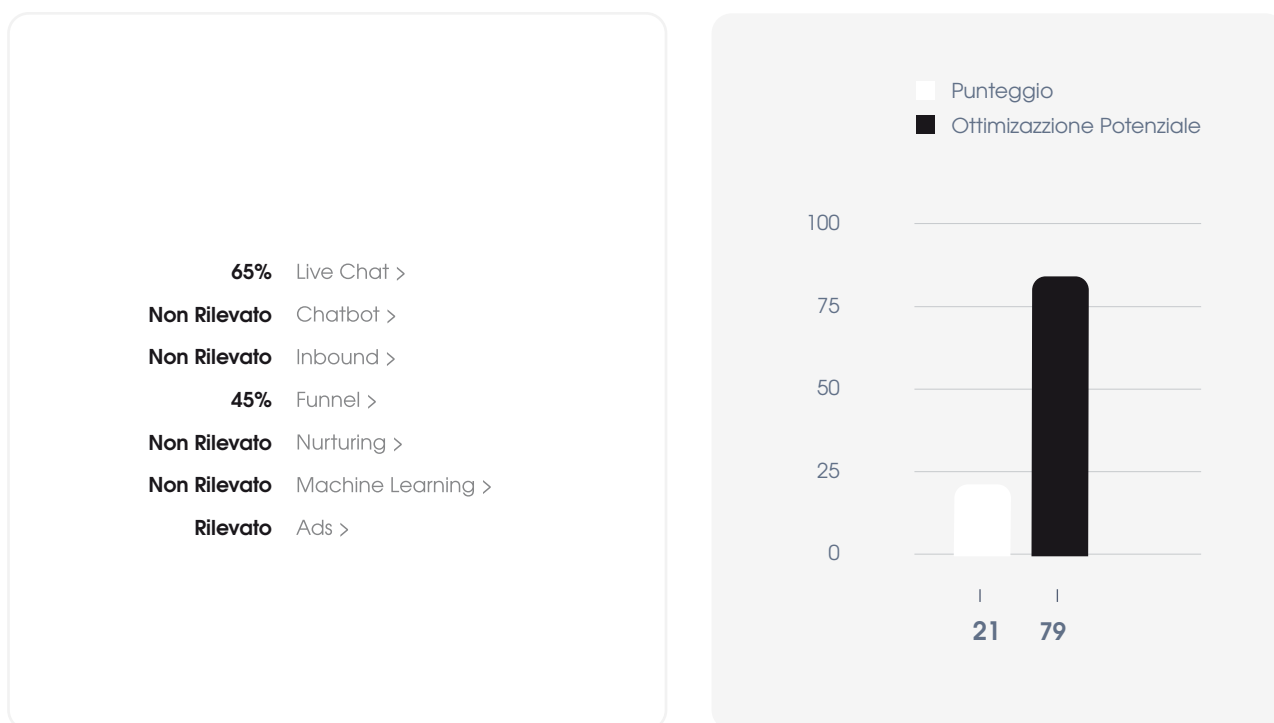 65% Live Chat >
Non Rilevato Chatbot >
Non Rilevato Inbound >
45% Funnel >
Non Rilevato Nurturing >
Non Rilevato Machine Learning >
Rilevato Ads >
Punteggio
Ottimizazzione Potenziale
100
75
50
25
0
21 79